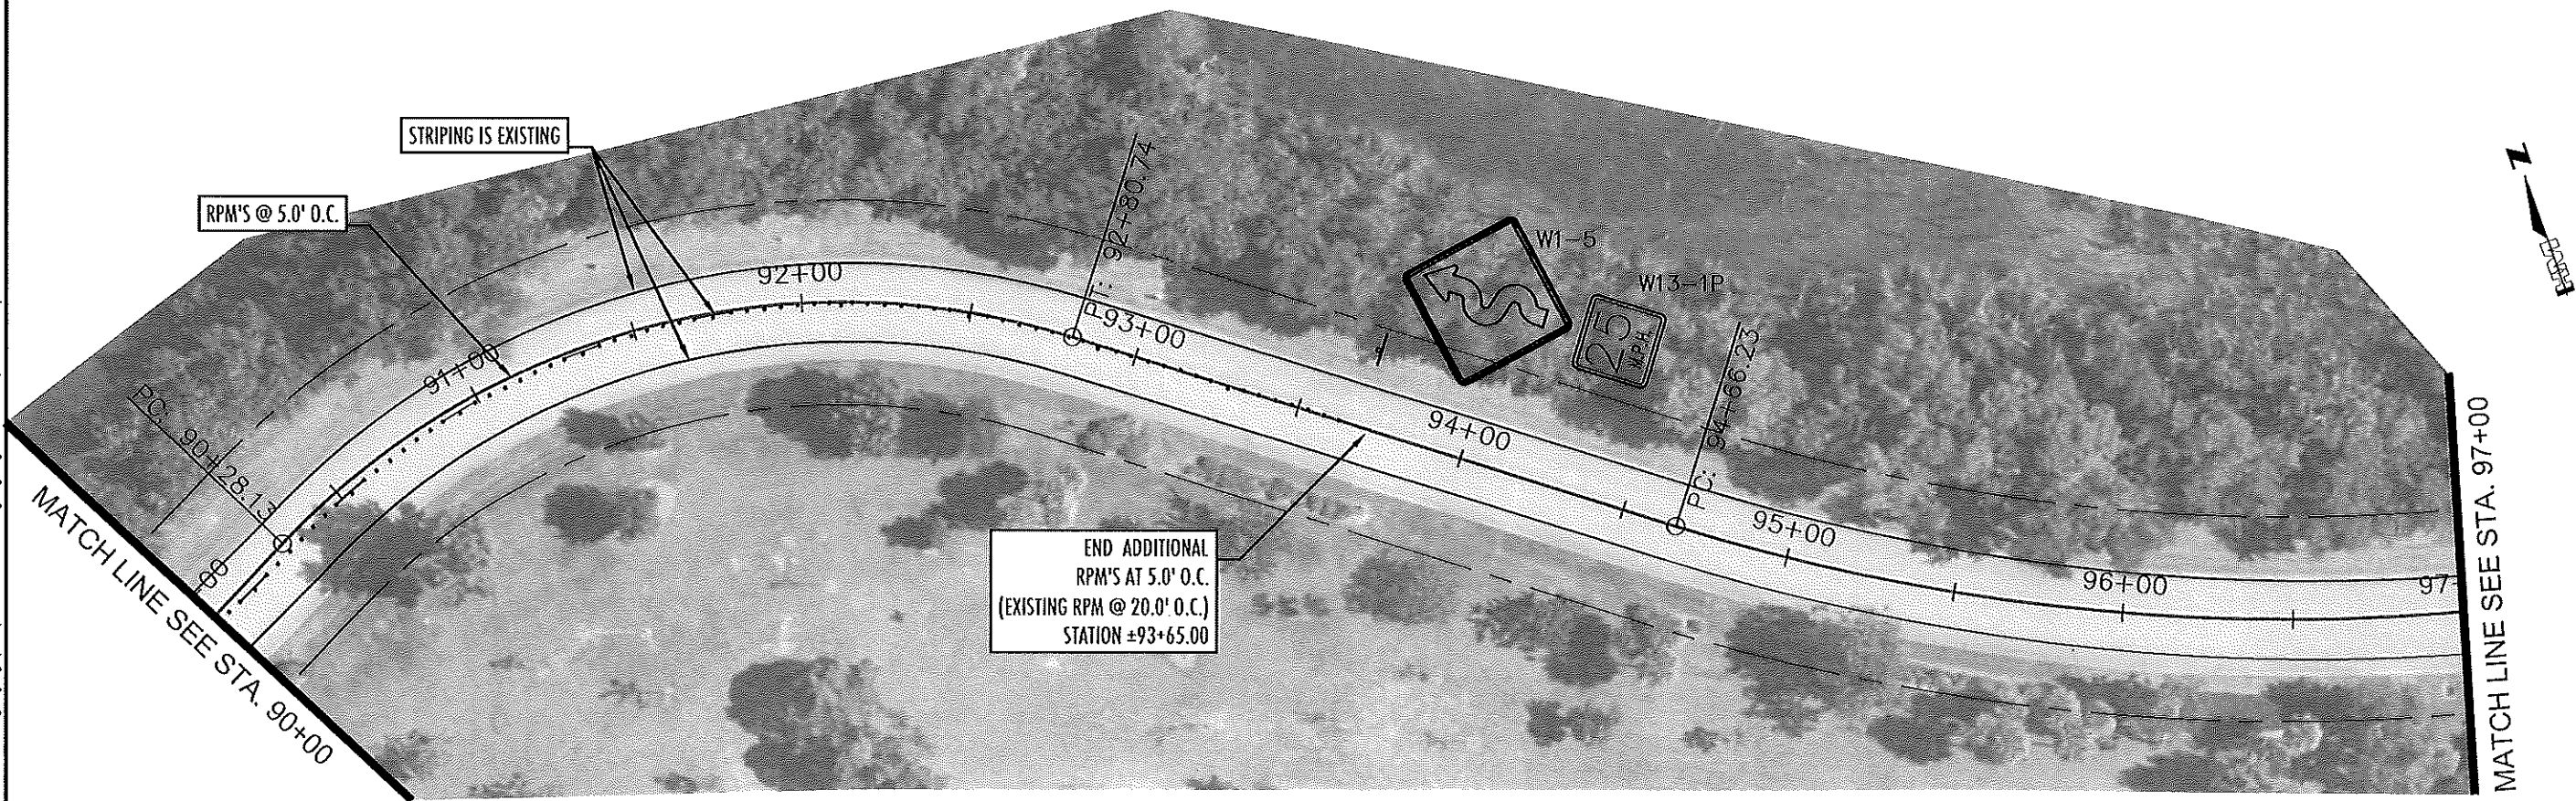 STRIPING IS EXISTING
RPM'S @ 5.0' O.C.
PC: 90+28.13
91+00
92+00
PT: 92+80.74
93+00
W1-5
W13-1P
25
M.P.H.
94+00
PC: 94+66.23
95+00
96+00
97
END ADDITIONAL
RPM'S AT 5.0' O.C.
(EXISTING RPM @ 20.0' O.C.)
STATION ±93+65.00
MATCH LINE SEE STA. 90+00
MATCH LINE SEE STA. 97+00